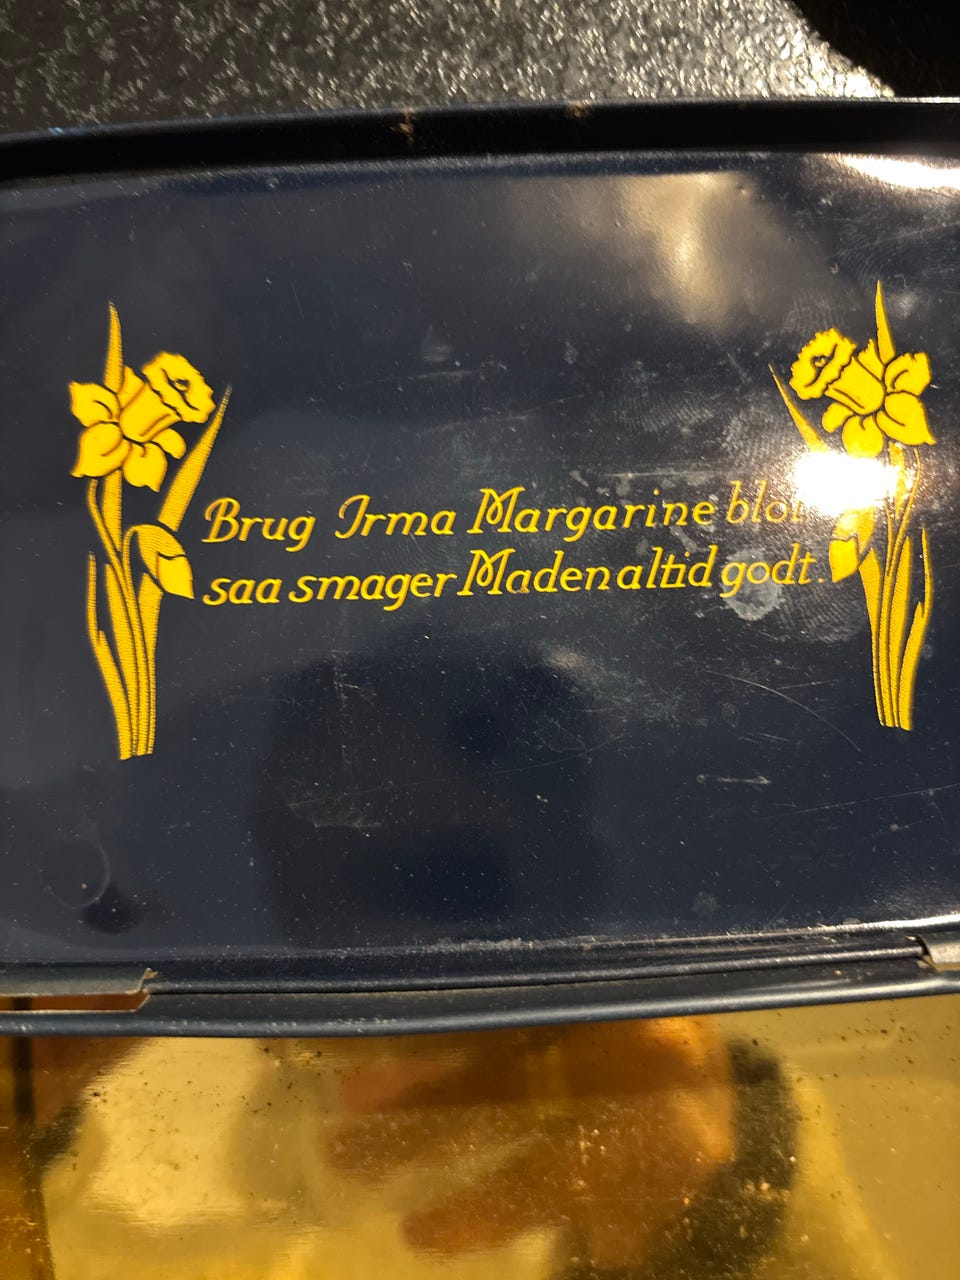 Brug Irma Margarine
saa smager Maden altid godt.